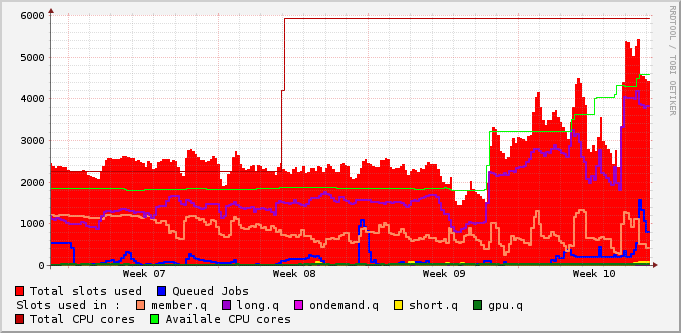 RRDTOOL / TOBI OETIKER
6000
5000
4000
3000
2000
1000
0
Week 07 Week 08 Week 09 Week 10
Total slots used Queued Jobs
Slots used in : member.q long.q ondemand.q short.q gpu.q
Total CPU cores Availale CPU cores